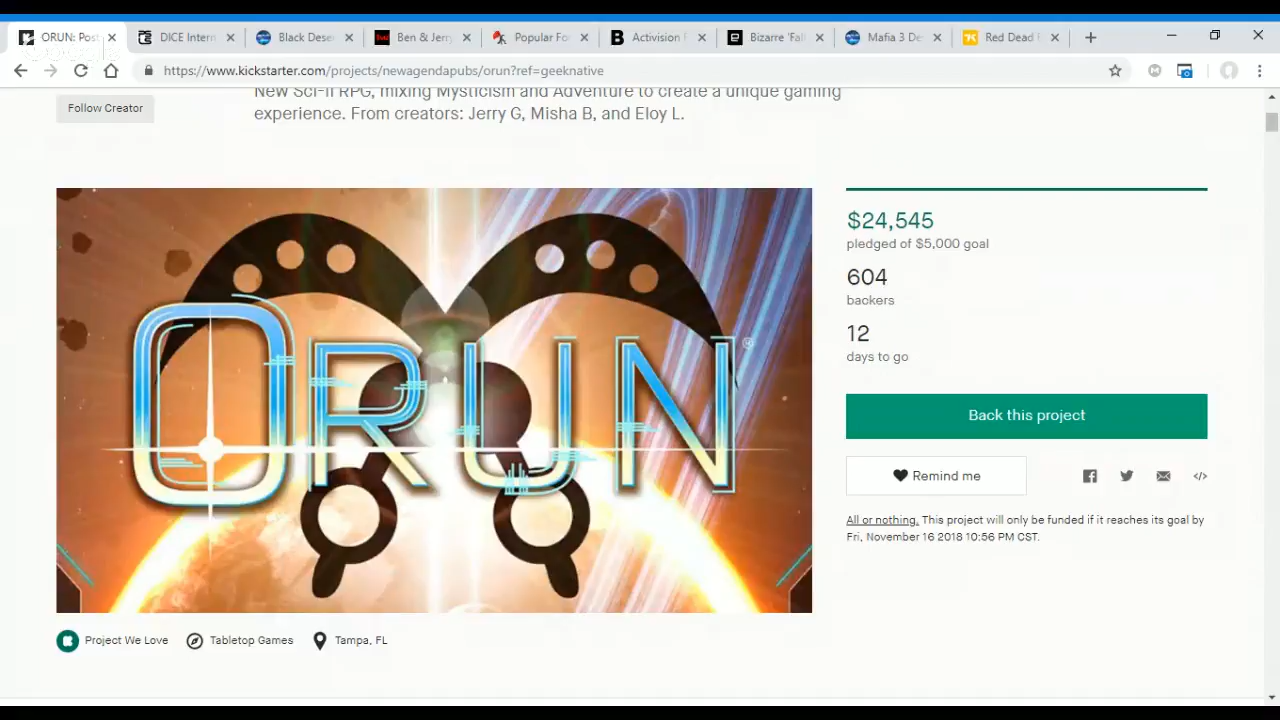 ORUN: Post
DICE Intern
Black Deser
Ben & Jerry
Popular Fo
Activision
Bizarre 'Fal
Mafia 3 De
Red Dead
https://www.kickstarter.com/projects/newagendapubs/orun?ref=geeknative
Follow Creator
New Sci-fi RPG, mixing Mysticism and Adventure to create a unique gaming
experience. From creators: Jerry G, Misha B, and Eloy L.
ORUN
$24,545
pledged of $5,000 goal
604
backers
12
days to go
Back this project
Remind me
All or nothing. This project will only be funded if it reaches its goal by
Fri, November 16 2018 10:56 PM CST.
Project We Love
Tabletop Games
Tampa, FL